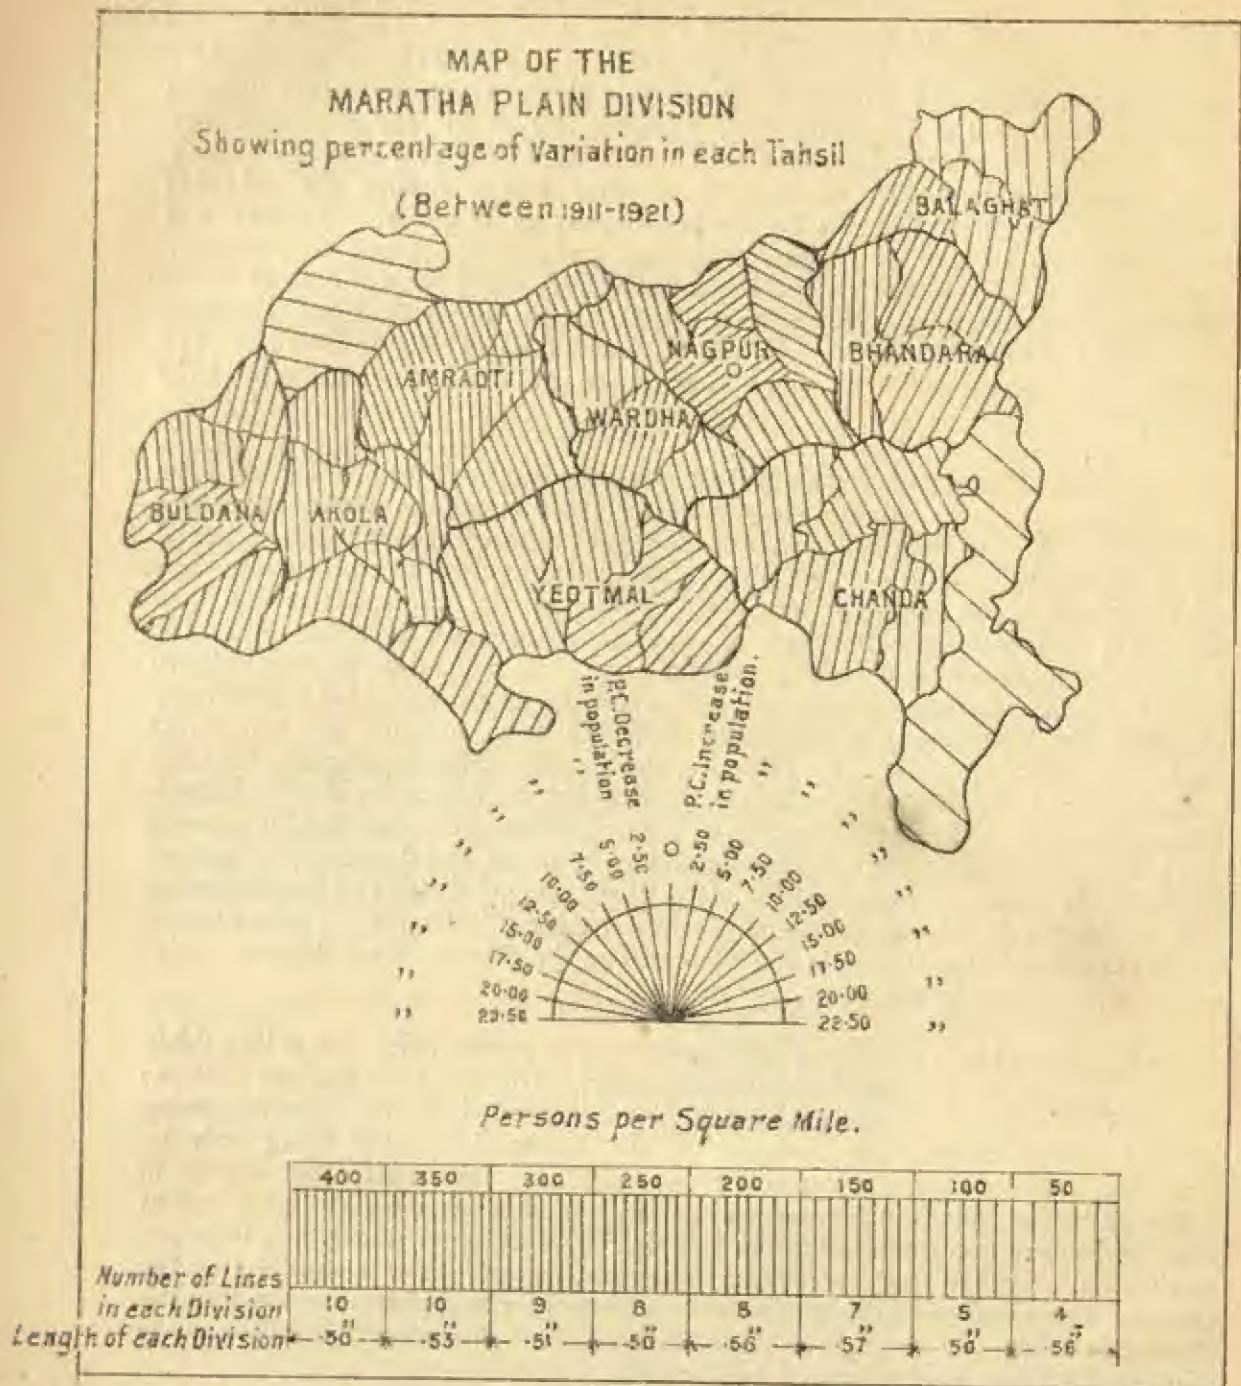 MAP OF THE
MARATHA PLAIN DIVISION
Showing percentage of Variation in each Tahsil
(Between 1911-1921)
BALAGHAT
NAGPUR
BHANDARA
AMRAOTI
WARDHA
BULDANA
AKOLA
YEOTMAL
CHANDA
P.C. Decrease
in population
P.C. Increase
in population.
22·50
20·00
17·50
15·00
12·50
10·00
7·50
5·00
2·50
0
2·50
5·00
7·50
10·00
12·50
15·00
17·50
20·00
22·50
Persons per Square Mile.
400 350 300 250 200 150 100 50
Number of Lines
in each Division 10 10 9 8 8 7 5 4
Length of each Division ·50" ·53" ·51" ·50" ·56" ·57" 50" ·56"